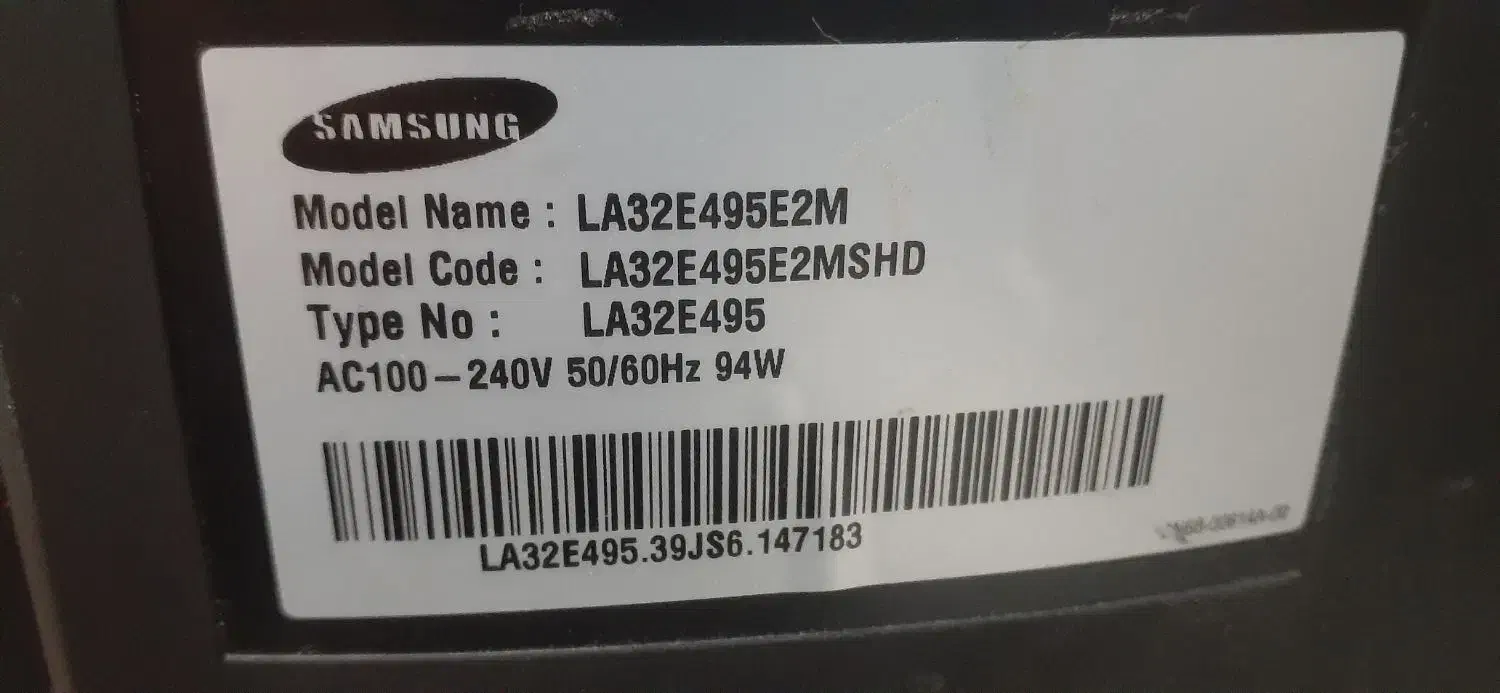 SAMSUNG
Model Name : LA32E495E2M
Model Code : LA32E495E2MSHD
Type No : LA32E495
AC100-240V 50/60Hz 94W
LA32E495.39JS6.147183